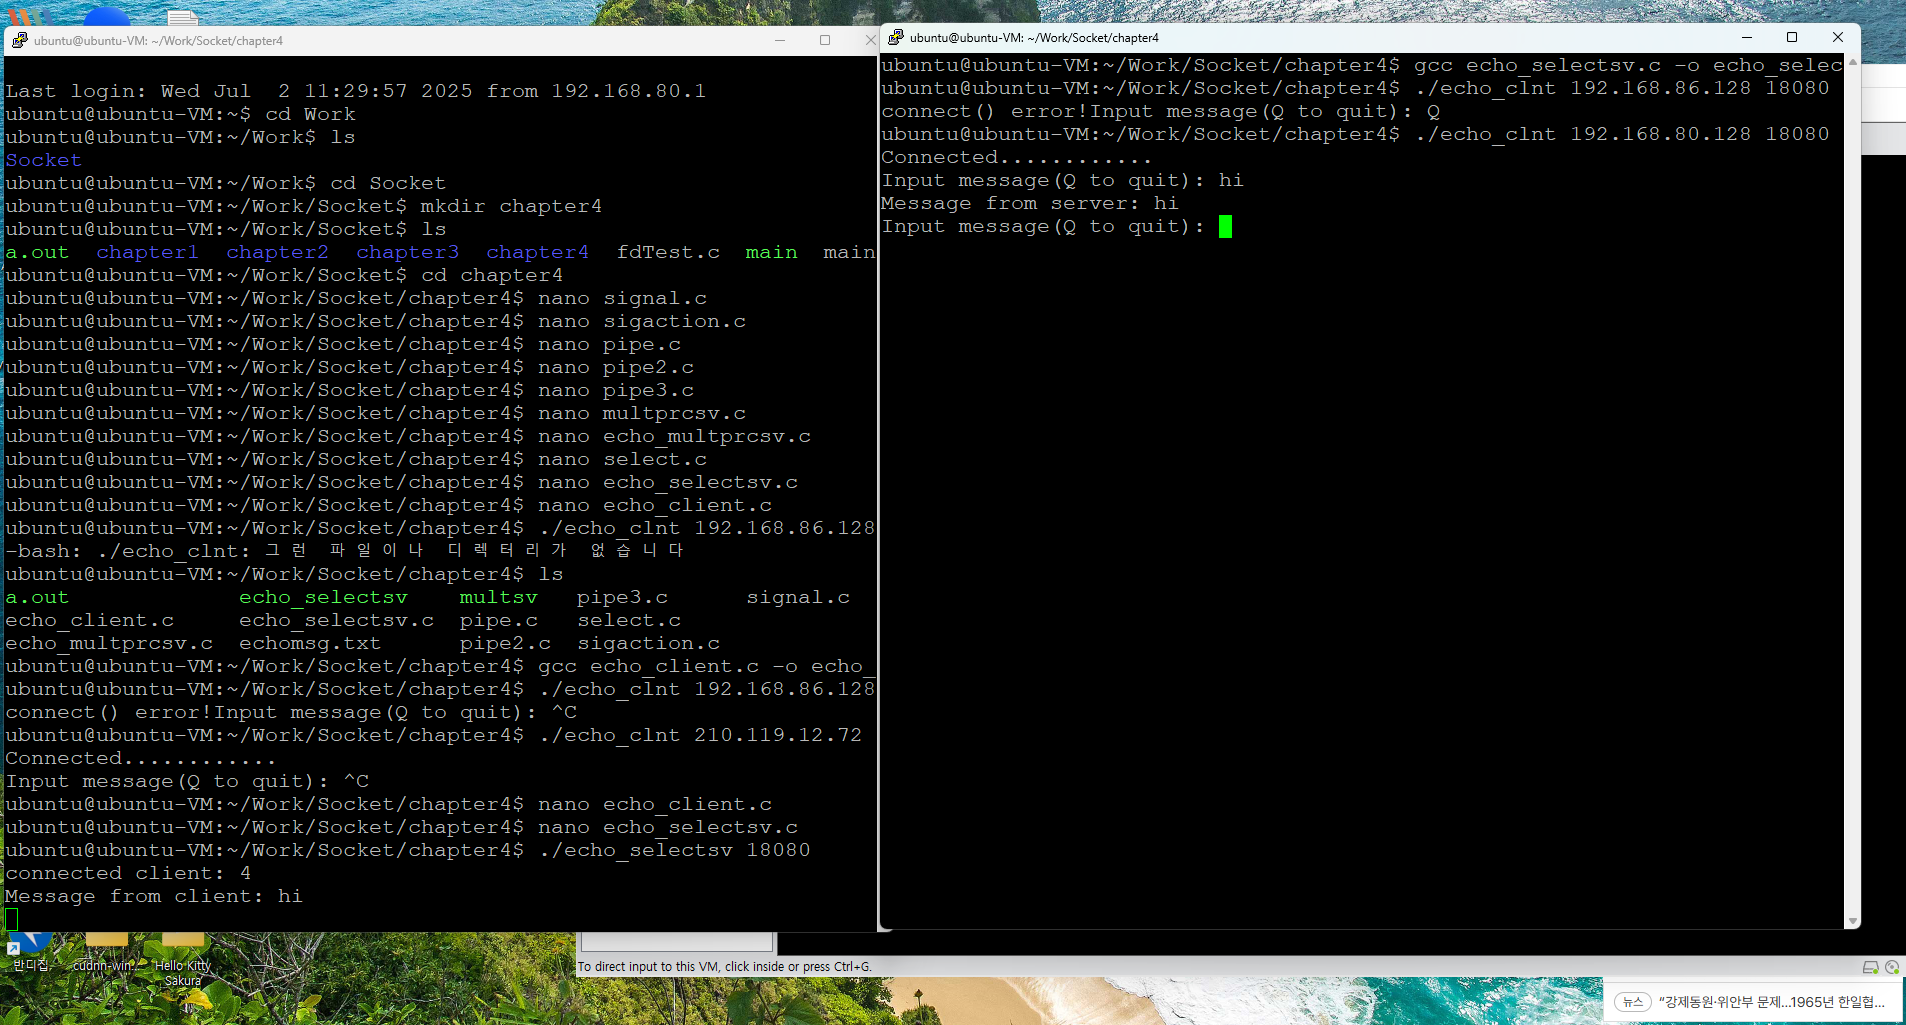 ubuntu@ubuntu-VM: ~/Work/Socket/chapter4
Last login: Wed Jul  2 11:29:57 2025 from 192.168.80.1
ubuntu@ubuntu-VM:~$ cd Work
ubuntu@ubuntu-VM:~/Work$ ls
Socket
ubuntu@ubuntu-VM:~/Work$ cd Socket
ubuntu@ubuntu-VM:~/Work/Socket$ mkdir chapter4
ubuntu@ubuntu-VM:~/Work/Socket$ ls
a.out  chapter1  chapter2  chapter3  chapter4  fdTest.c  main  main
ubuntu@ubuntu-VM:~/Work/Socket$ cd chapter4
ubuntu@ubuntu-VM:~/Work/Socket/chapter4$ nano signal.c
ubuntu@ubuntu-VM:~/Work/Socket/chapter4$ nano sigaction.c
ubuntu@ubuntu-VM:~/Work/Socket/chapter4$ nano pipe.c
ubuntu@ubuntu-VM:~/Work/Socket/chapter4$ nano pipe2.c
ubuntu@ubuntu-VM:~/Work/Socket/chapter4$ nano pipe3.c
ubuntu@ubuntu-VM:~/Work/Socket/chapter4$ nano multprcsv.c
ubuntu@ubuntu-VM:~/Work/Socket/chapter4$ nano echo_multprcsv.c
ubuntu@ubuntu-VM:~/Work/Socket/chapter4$ nano select.c
ubuntu@ubuntu-VM:~/Work/Socket/chapter4$ nano echo_selectsv.c
ubuntu@ubuntu-VM:~/Work/Socket/chapter4$ nano echo_client.c
ubuntu@ubuntu-VM:~/Work/Socket/chapter4$ ./echo_clnt 192.168.86.128
-bash: ./echo_clnt: 그런 파일이나 디렉터리가 없습니다
ubuntu@ubuntu-VM:~/Work/Socket/chapter4$ ls
a.out             echo_selectsv    multsv   pipe3.c      signal.c
echo_client.c     echo_selectsv.c  pipe.c   select.c
echo_multprcsv.c  echomsg.txt      pipe2.c  sigaction.c
ubuntu@ubuntu-VM:~/Work/Socket/chapter4$ gcc echo_client.c -o echo_
ubuntu@ubuntu-VM:~/Work/Socket/chapter4$ ./echo_clnt 192.168.86.128
connect() error!Input message(Q to quit): ^C
ubuntu@ubuntu-VM:~/Work/Socket/chapter4$ ./echo_clnt 210.119.12.72
Connected............
Input message(Q to quit): ^C
ubuntu@ubuntu-VM:~/Work/Socket/chapter4$ nano echo_client.c
ubuntu@ubuntu-VM:~/Work/Socket/chapter4$ nano echo_selectsv.c
ubuntu@ubuntu-VM:~/Work/Socket/chapter4$ ./echo_selectsv 18080
connected client: 4
Message from client: hi
ubuntu@ubuntu-VM: ~/Work/Socket/chapter4
ubuntu@ubuntu-VM:~/Work/Socket/chapter4$ gcc echo_selectsv.c -o echo_selec
ubuntu@ubuntu-VM:~/Work/Socket/chapter4$ ./echo_clnt 192.168.86.128 18080
connect() error!Input message(Q to quit): Q
ubuntu@ubuntu-VM:~/Work/Socket/chapter4$ ./echo_clnt 192.168.80.128 18080
Connected............
Input message(Q to quit): hi
Message from server: hi
Input message(Q to quit):
반디집
cudnn-win...
Hello Kitty
Sakura
To direct input to this VM, click inside or press Ctrl+G.
뉴스 “강제동원·위안부 문제...1965년 한일협...